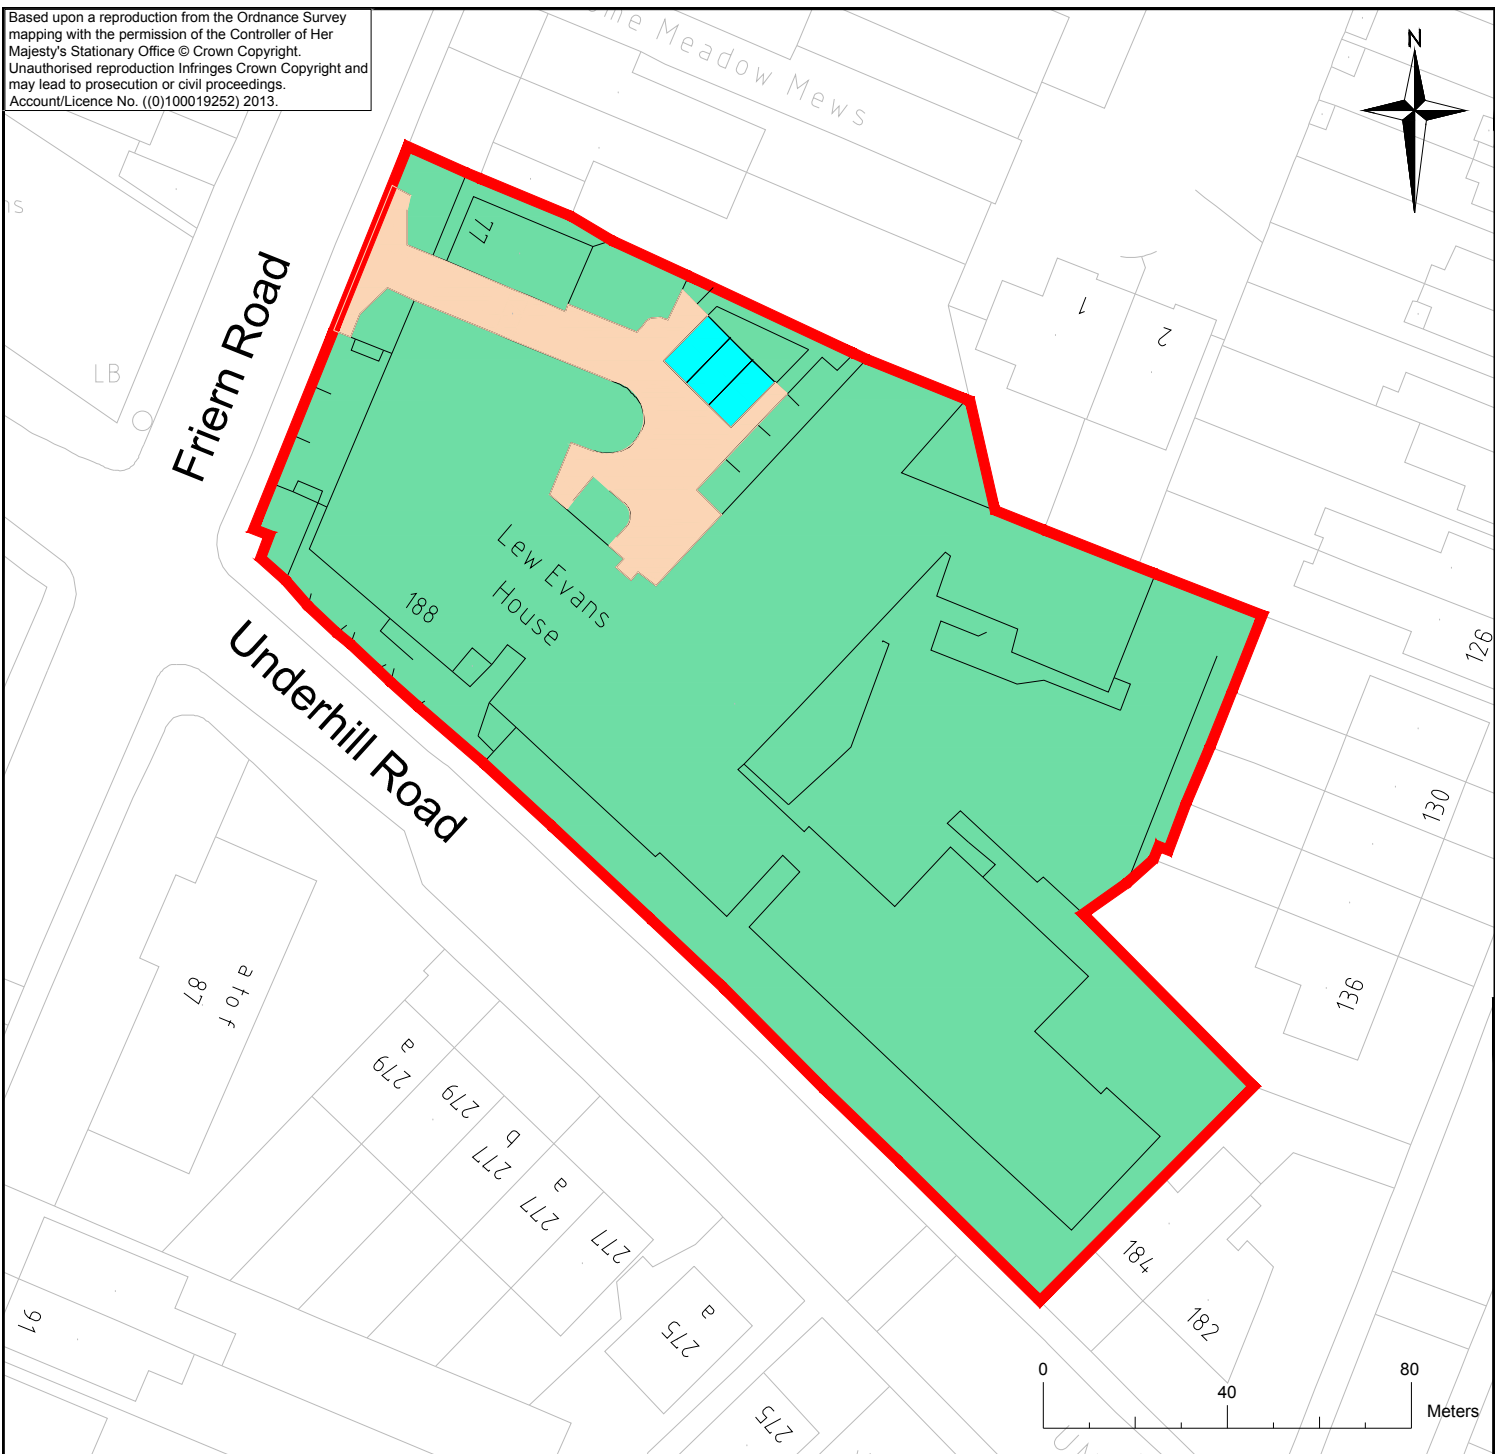 Based upon a reproduction from the Ordnance Survey
mapping with the permission of the Controller of Her
Majesty's Stationary Office © Crown Copyright.
Unauthorised reproduction Infringes Crown Copyright and
may lead to prosecution or civil proceedings.
Account/Licence No. ((0)100019252) 2013.
Meadow Mews
N
77
1
2
Friern Road
LB
Lew Evans
House
188
Underhill Road
126
130
136
a to f
87
a
279
279
b
277
a
277
277
a
275
275
91
184
182
0
80
40
Meters